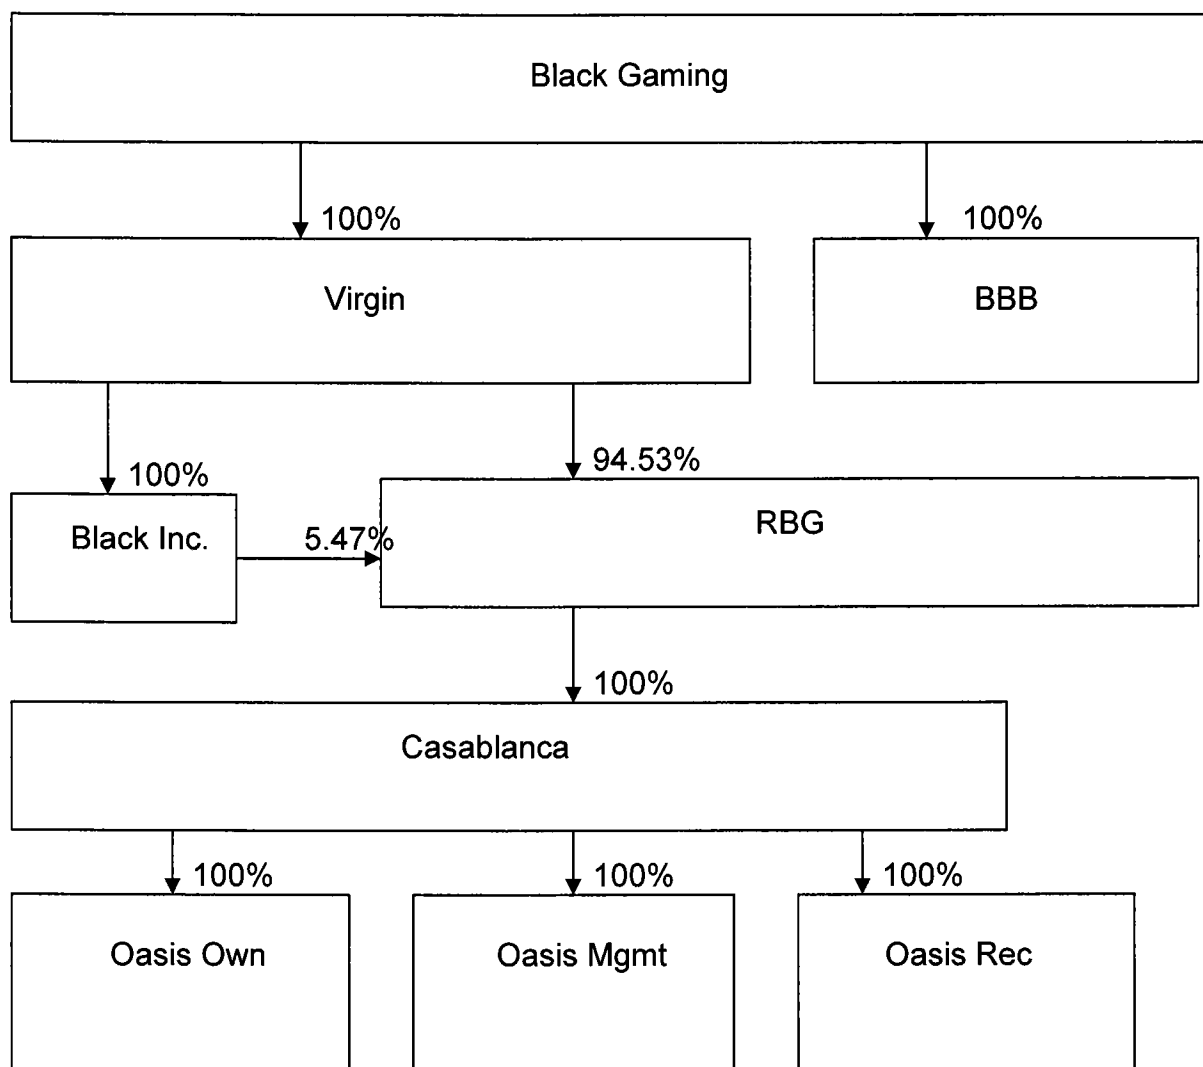 Black Gaming
100%
100%
Virgin
BBB
100%
94.53%
Black Inc.
5.47%
RBG
100%
Casablanca
100%
100%
100%
Oasis Own
Oasis Mgmt
Oasis Rec